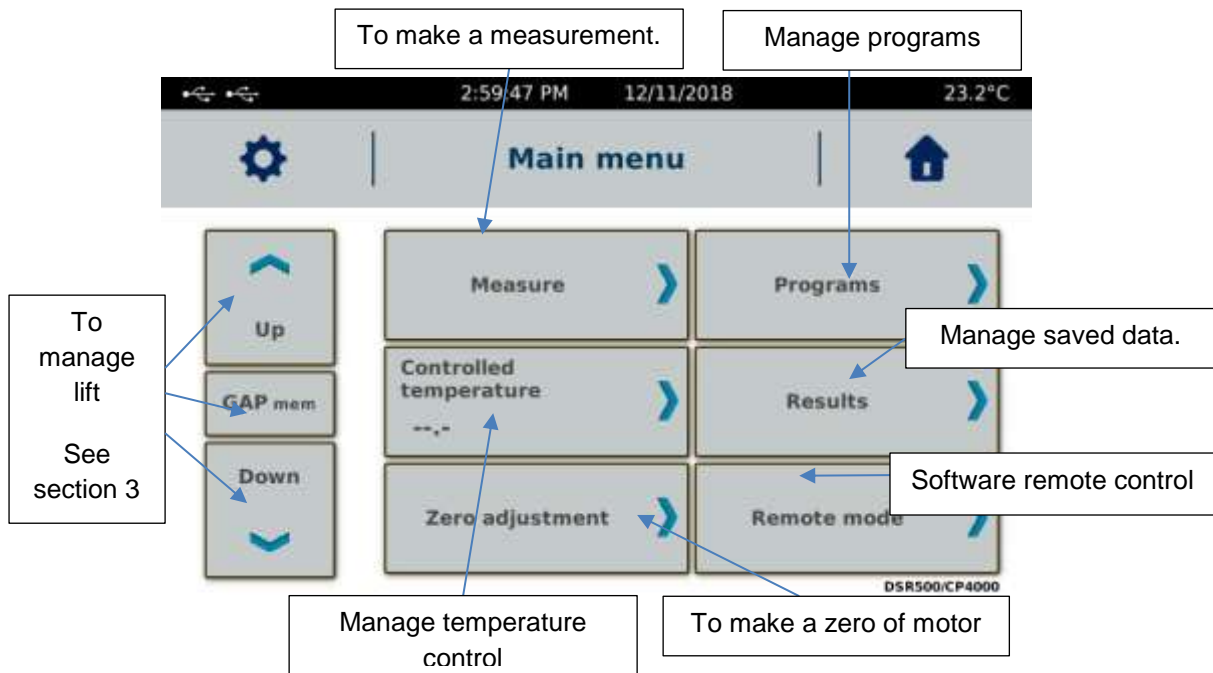 To make a measurement.
Manage programs
2:59:47 PM 12/11/2018 23.2°C
Main menu
Up
GAP mem
Down
Measure
Programs
Controlled
temperature
--.-
Results
Zero adjustment
Remote mode
DSR500/CP4000
To
manage
lift
See
section 3
Manage saved data.
Software remote control
Manage temperature
control
To make a zero of motor